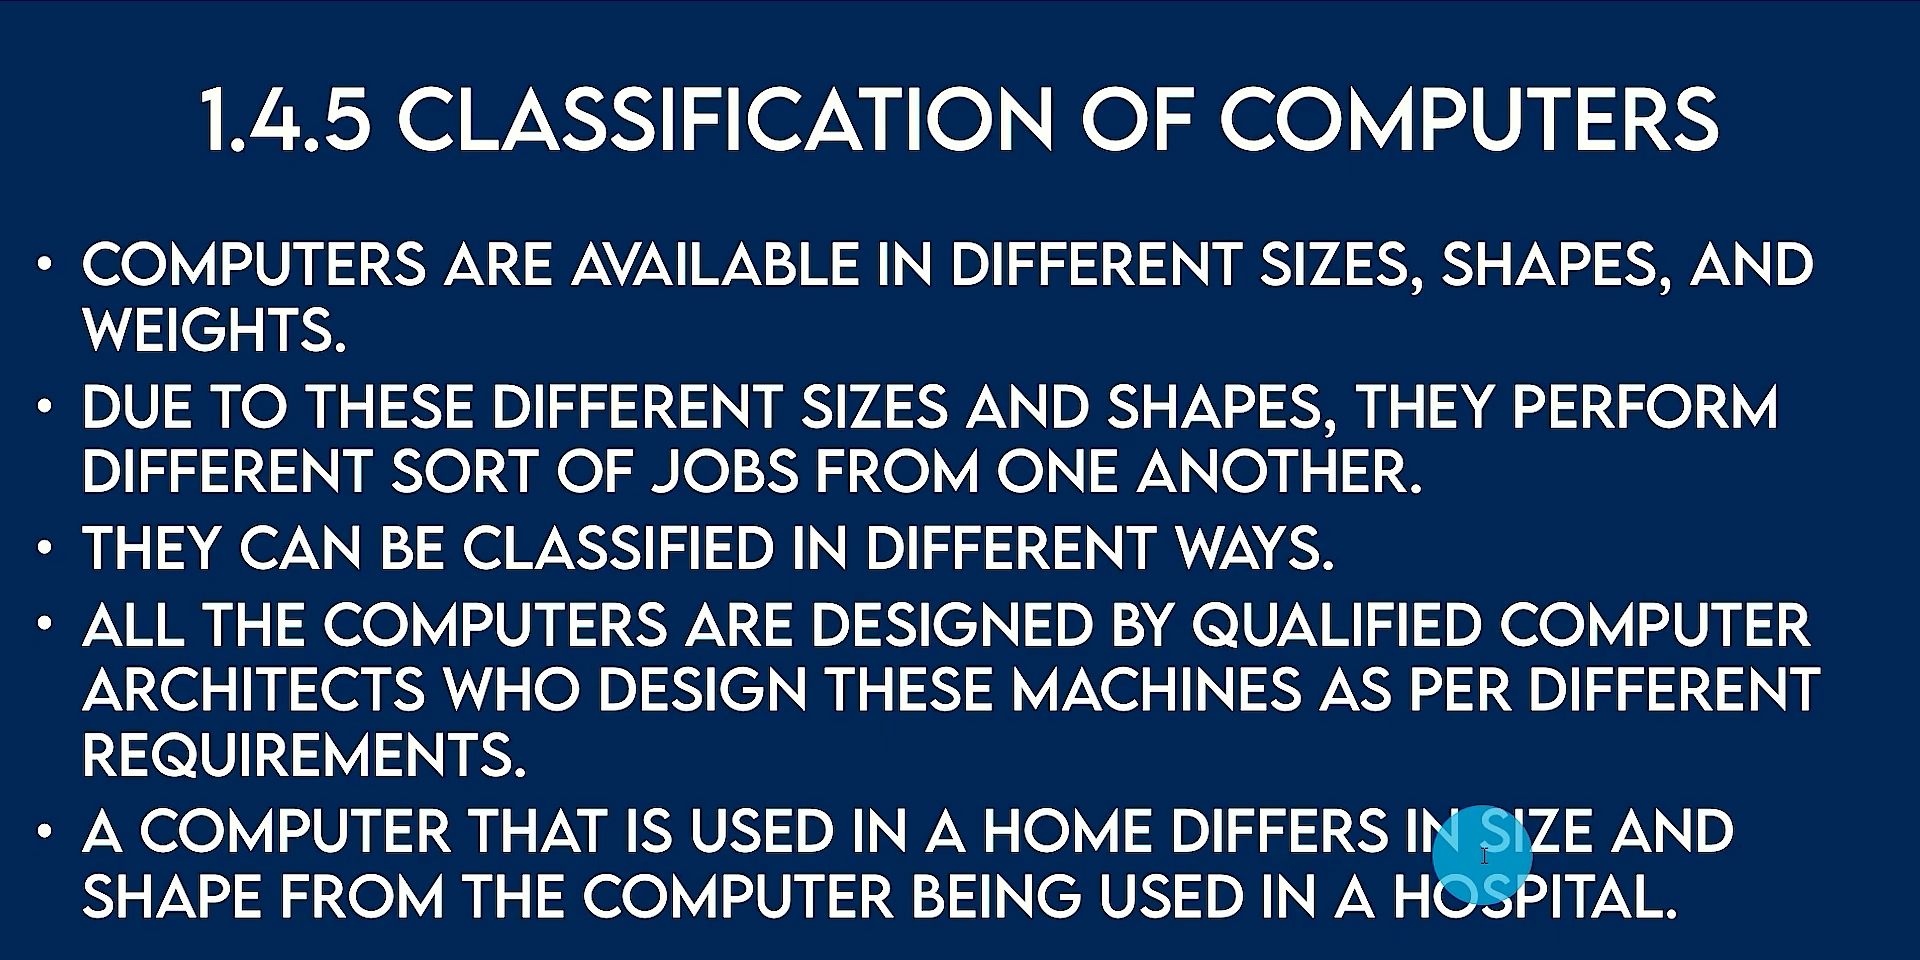 1.4.5 CLASSIFICATION OF COMPUTERS
• COMPUTERS ARE AVAILABLE IN DIFFERENT SIZES, SHAPES, AND
WEIGHTS.
• DUE TO THESE DIFFERENT SIZES AND SHAPES, THEY PERFORM
DIFFERENT SORT OF JOBS FROM ONE ANOTHER.
• THEY CAN BE CLASSIFIED IN DIFFERENT WAYS.
• ALL THE COMPUTERS ARE DESIGNED BY QUALIFIED COMPUTER
ARCHITECTS WHO DESIGN THESE MACHINES AS PER DIFFERENT
REQUIREMENTS.
• A COMPUTER THAT IS USED IN A HOME DIFFERS IN SIZE AND
SHAPE FROM THE COMPUTER BEING USED IN A HOSPITAL.